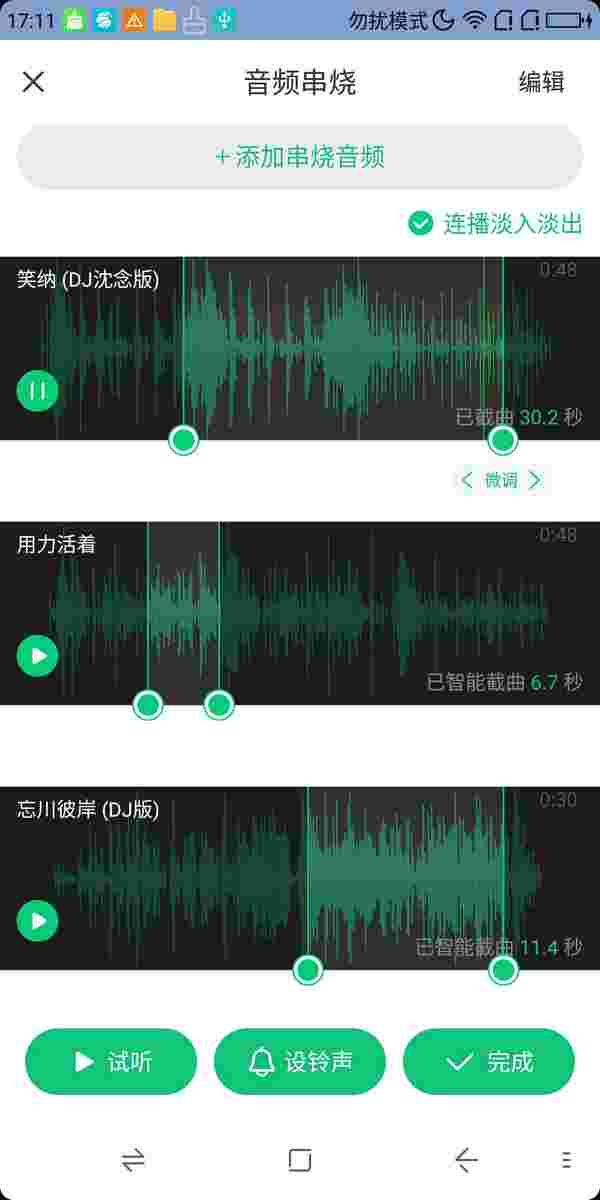 17:11 勿扰模式
音频串烧 编辑
+添加串烧音频
连播淡入淡出
笑纳 (DJ沈念版) 0:48
已截曲 30.2 秒
微调
用力活着 0:48
已智能截曲 6.7 秒
忘川彼岸 (DJ版) 0:30
已智能截曲 11.4 秒
试听 设铃声 完成